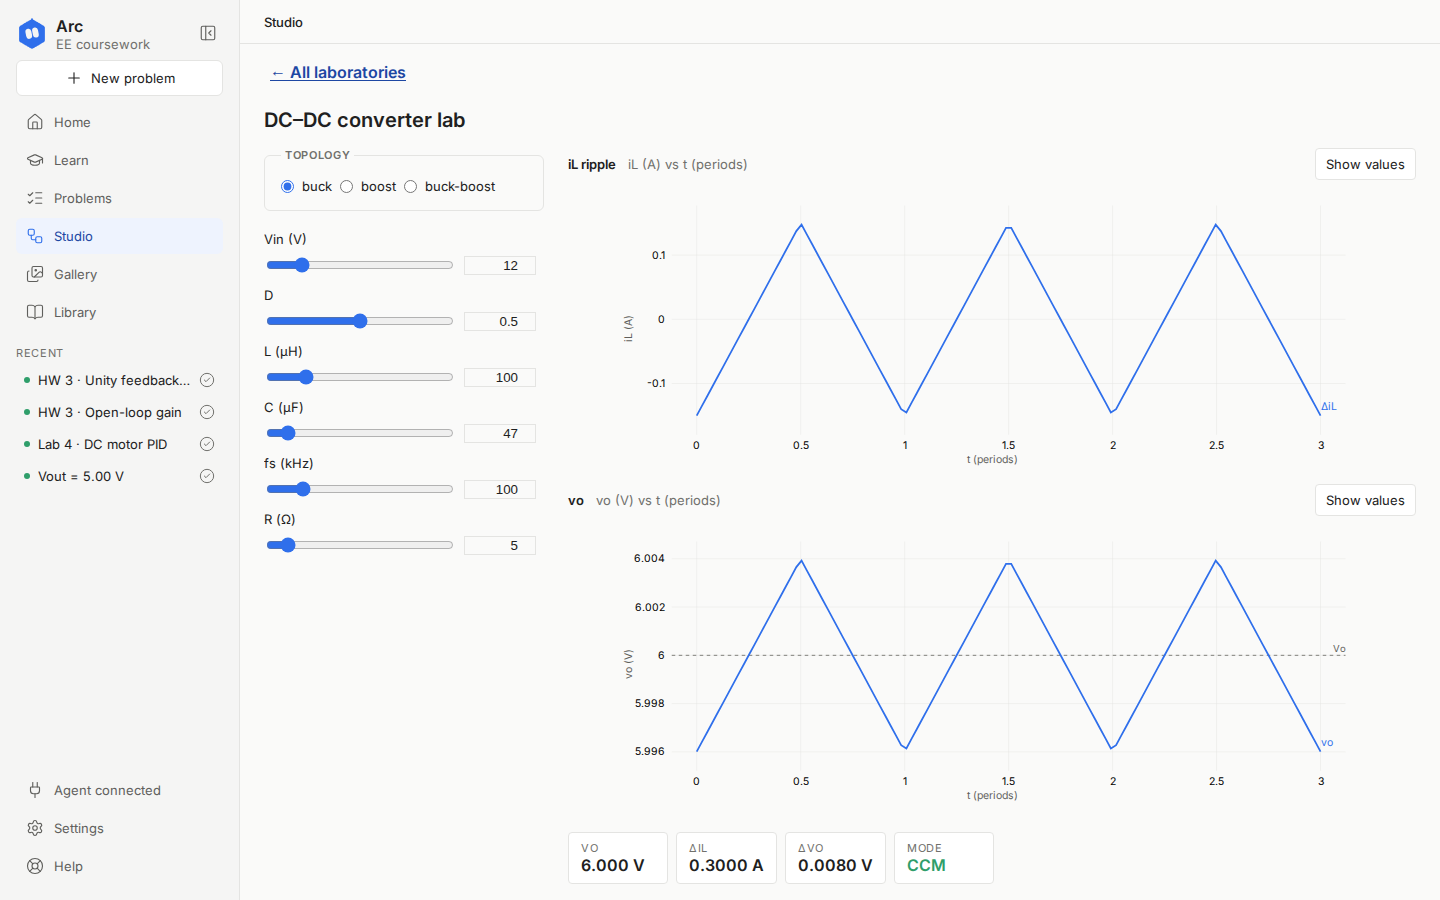 Arc
EE coursework
New problem
Home
Learn
Problems
Studio
Gallery
Library
RECENT
HW 3 · Unity feedback...
HW 3 · Open-loop gain
Lab 4 · DC motor PID
Vout = 5.00 V
Agent connected
Settings
Help
Studio
← All laboratories
DC–DC converter lab
TOPOLOGY
buck boost buck-boost
Vin (V)
12
D
0.5
L (μH)
100
C (μF)
47
fs (kHz)
100
R (Ω)
5
iL ripple iL (A) vs t (periods)
Show values
0.1
0
−0.1
iL (A)
ΔiL
0 0.5 1 1.5 2 2.5 3
t (periods)
vo vo (V) vs t (periods)
Show values
6.004
6.002
6
5.998
5.996
vo (V)
Vo
vo
0 0.5 1 1.5 2 2.5 3
t (periods)
VO
6.000 V
ΔIL
0.3000 A
ΔVO
0.0080 V
MODE
CCM